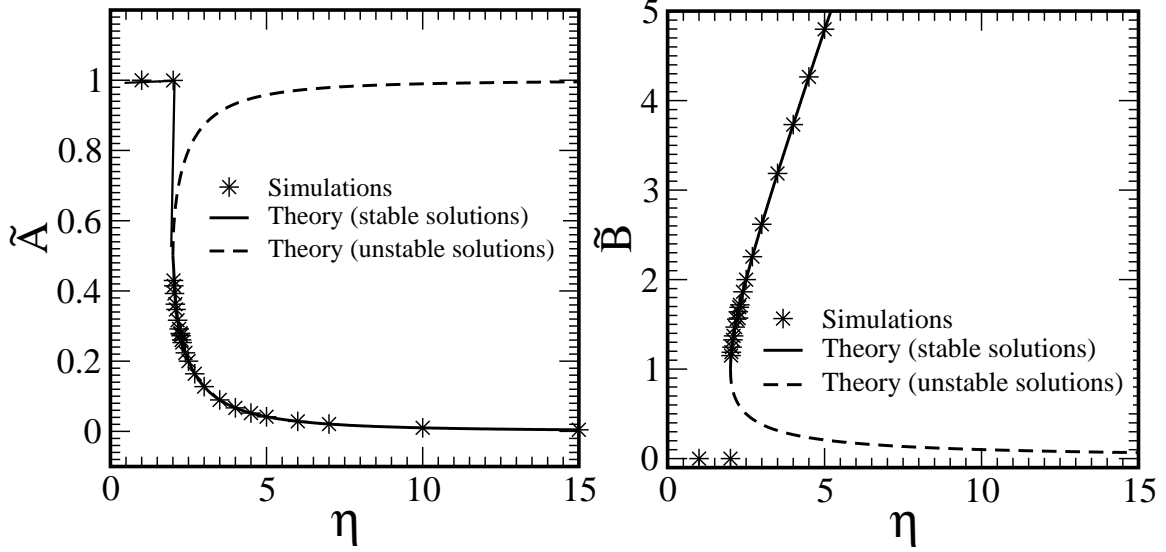 1
0.8
0.6
0.4
0.2
0
Ã
Simulations
Theory (stable solutions)
Theory (unstable solutions)
0 5 10 15
η
5
4
3
2
1
0
B̃
Simulations
Theory (stable solutions)
Theory (unstable solutions)
0 5 10 15
η